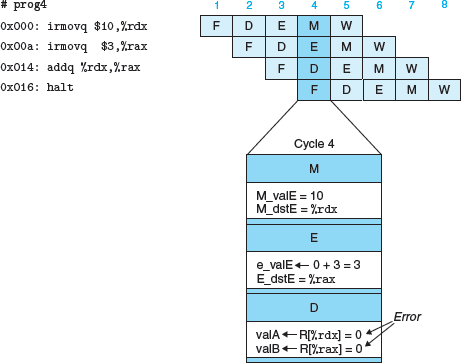 # prog4
1 2 3 4 5 6 7 8
0x000: irmovq $10,%rdx F D E M W
0x00a: irmovq $3,%rax F D E M W
0x014: addq %rdx,%rax F D E M W
0x016: halt F D E M W
Cycle 4
M
M_valE = 10
M_dstE = %rdx
E
e_valE ← 0 + 3 = 3
E_dstE = %rax
D
Error
valA ← R[%rdx] = 0
valB ← R[%rax] = 0